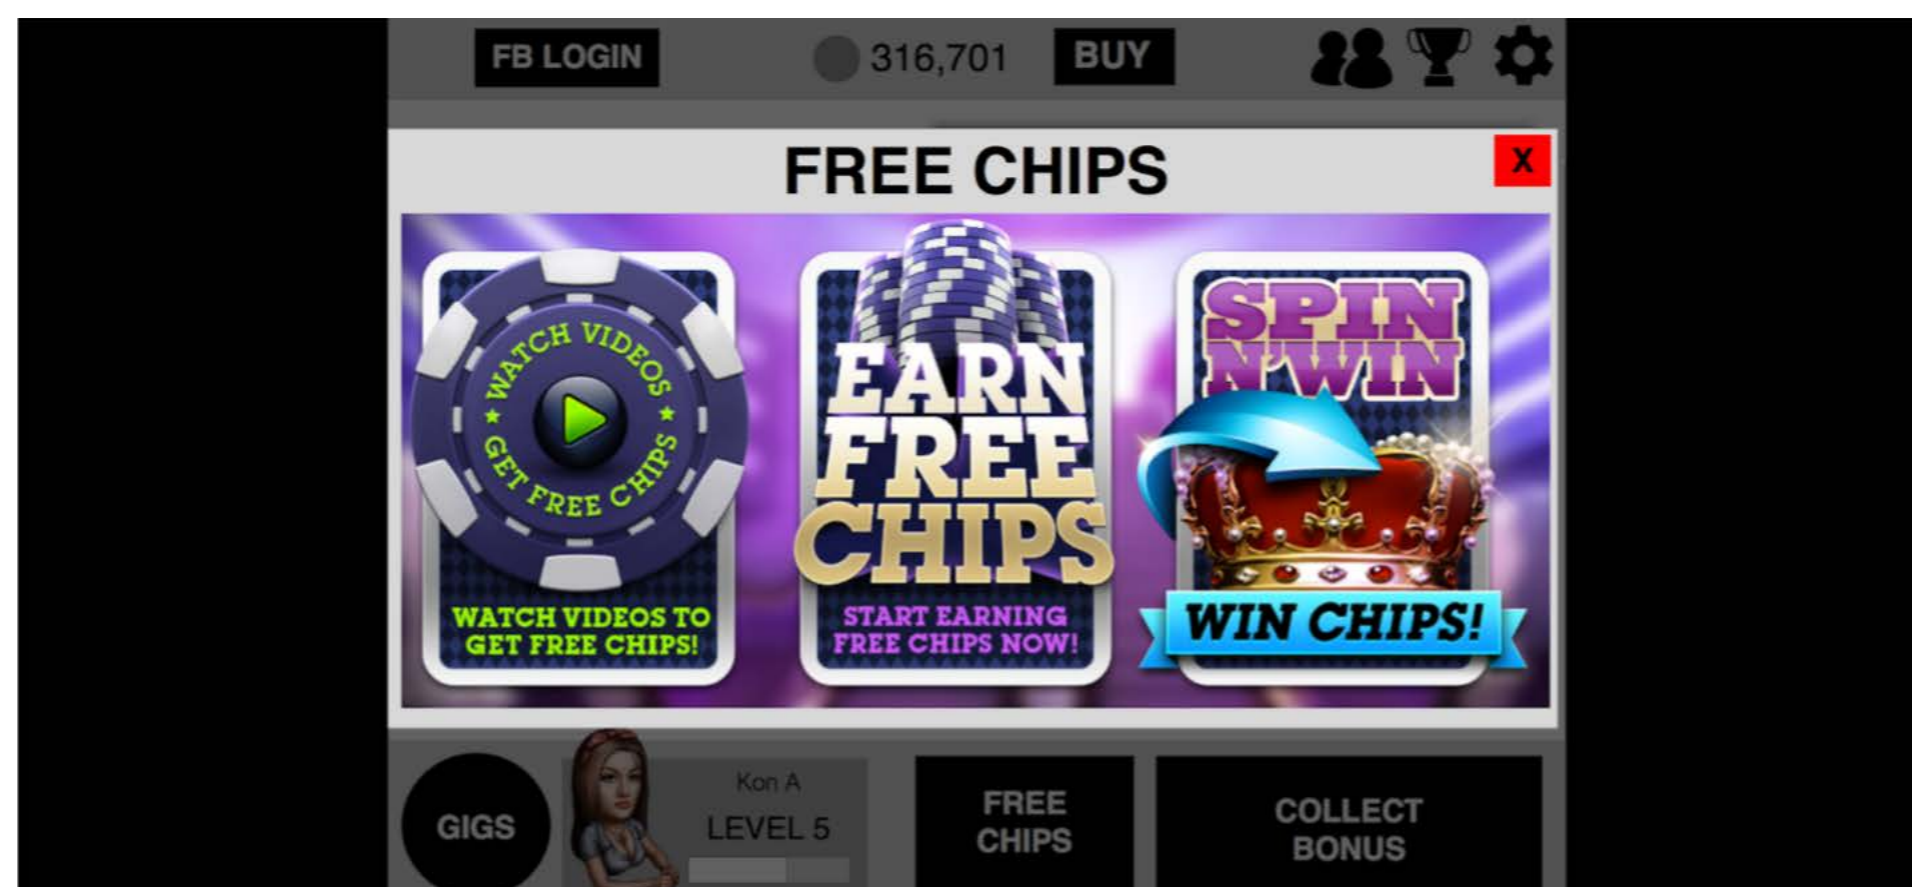 FB LOGIN
316,701
BUY
FREE CHIPS
X
WATCH VIDEOS
GET FREE CHIPS
WATCH VIDEOS TO
GET FREE CHIPS!
EARN
FREE
CHIPS
START EARNING
FREE CHIPS NOW!
SPIN
N'WIN
WIN CHIPS!
GIGS
Kon A
LEVEL 5
FREE
CHIPS
COLLECT
BONUS